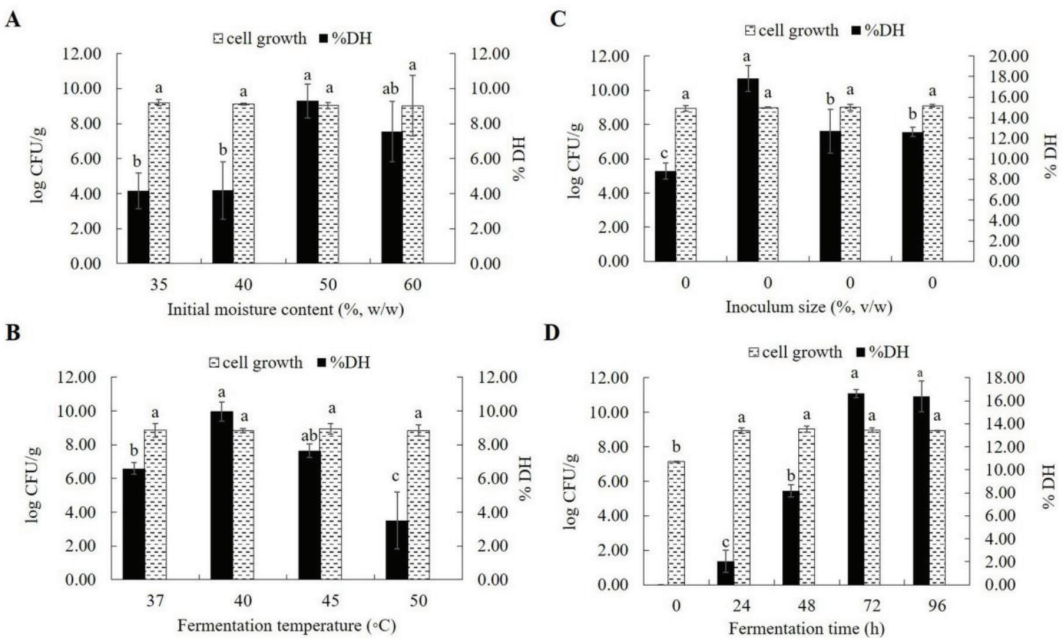 A
cell growth %DH
12.00 12.00
a a a a a ab
10.00 10.00
8.00 8.00
b b
6.00 6.00
4.00 4.00
2.00 2.00
0.00 0.00
35 40 50 60
log CFU/g
% DH
Initial moisture content (%, w/w)
C
cell growth %DH
12.00 20.00
18.00
a a a a a
10.00 16.00
b b
14.00
8.00 12.00
c
6.00 10.00
8.00
4.00 6.00
4.00
2.00 2.00
0.00 0.00
0 0 0 0
log CFU/g
% DH
Inoculum size (%, v/w)
B
cell growth %DH
12.00 12.00
a a a a a
10.00 10.00
b ab
8.00 8.00
6.00 6.00
c
4.00 4.00
2.00 2.00
0.00 0.00
37 40 45 50
log CFU/g
% DH
Fermentation temperature (◦C)
D
cell growth %DH
12.00 18.00
a a
16.00
10.00 a a a a
14.00
b
8.00 12.00
10.00
6.00 b
8.00
4.00 6.00
c
4.00
2.00 2.00
0.00 0.00
0 24 48 72 96
log CFU/g
% DH
Fermentation time (h)